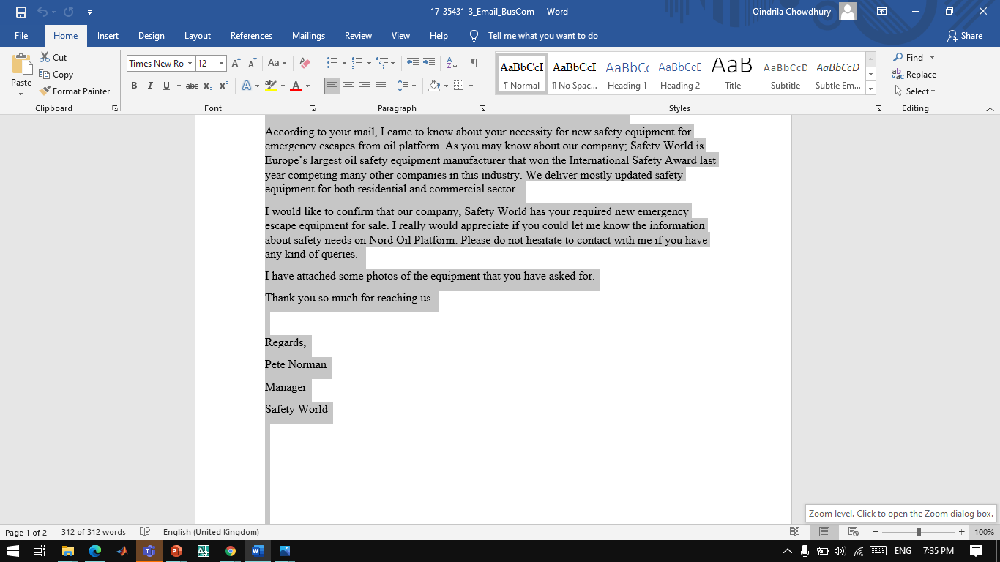 17-35431-3_Email_BusCom - Word
Oindrila Chowdhury
File Home Insert Design Layout References Mailings Review View Help Tell me what you want to do Share
Paste
Cut
Copy
Format Painter
Clipboard
Times New Ro 12
Font
Paragraph
AaBbCcI AaBbCcI AaBbCc AaBbCcD AaB AaBbCcD AaBbCcD
¶ Normal ¶ No Spac... Heading 1 Heading 2 Title Subtitle Subtle Em...
Styles
Find
Replace
Select
Editing
According to your mail, I came to know about your necessity for new safety equipment for
emergency escapes from oil platform. As you may know about our company; Safety World is
Europe’s largest oil safety equipment manufacturer that won the International Safety Award last
year competing many other companies in this industry. We deliver mostly updated safety
equipment for both residential and commercial sector.
I would like to confirm that our company, Safety World has your required new emergency
escape equipment for sale. I really would appreciate if you could let me know the information
about safety needs on Nord Oil Platform. Please do not hesitate to contact with me if you have
any kind of queries.
I have attached some photos of the equipment that you have asked for.
Thank you so much for reaching us.
Regards,
Pete Norman
Manager
Safety World
Zoom level. Click to open the Zoom dialog box.
Page 1 of 2 312 of 312 words English (United Kingdom) 100%
ENG 7:35 PM